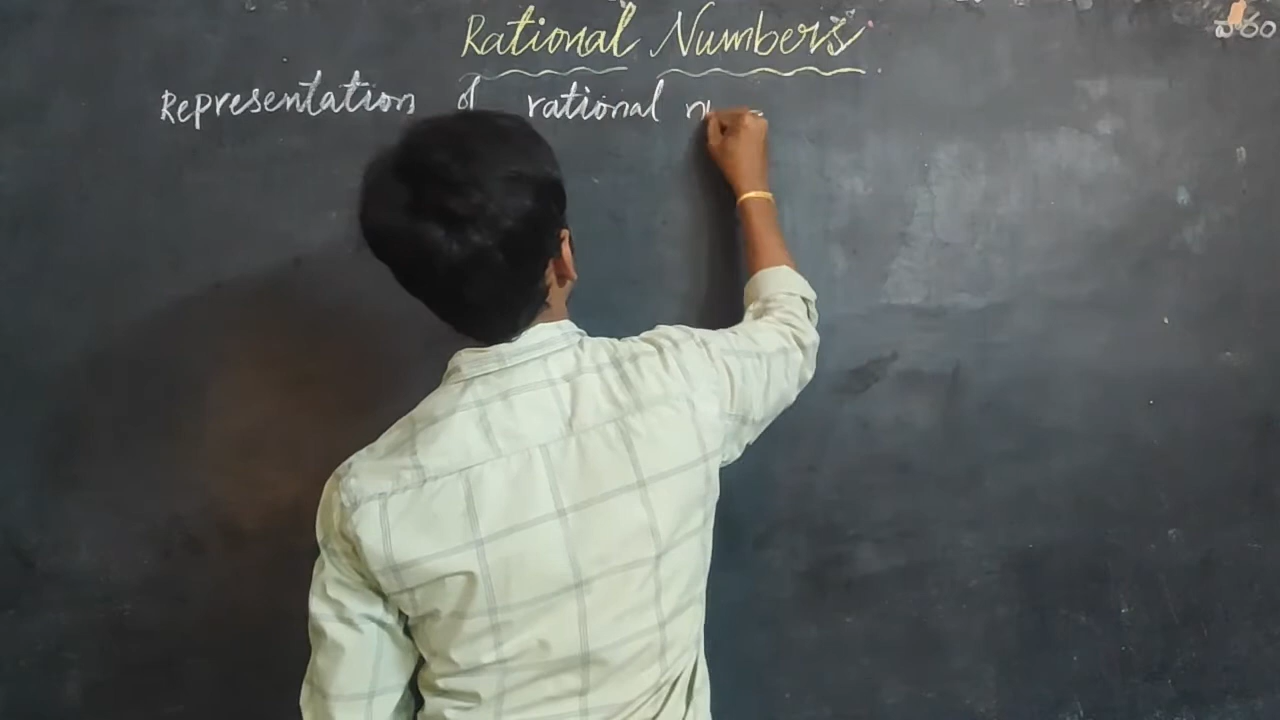 Rational Numbers
వారం
Representation of rational